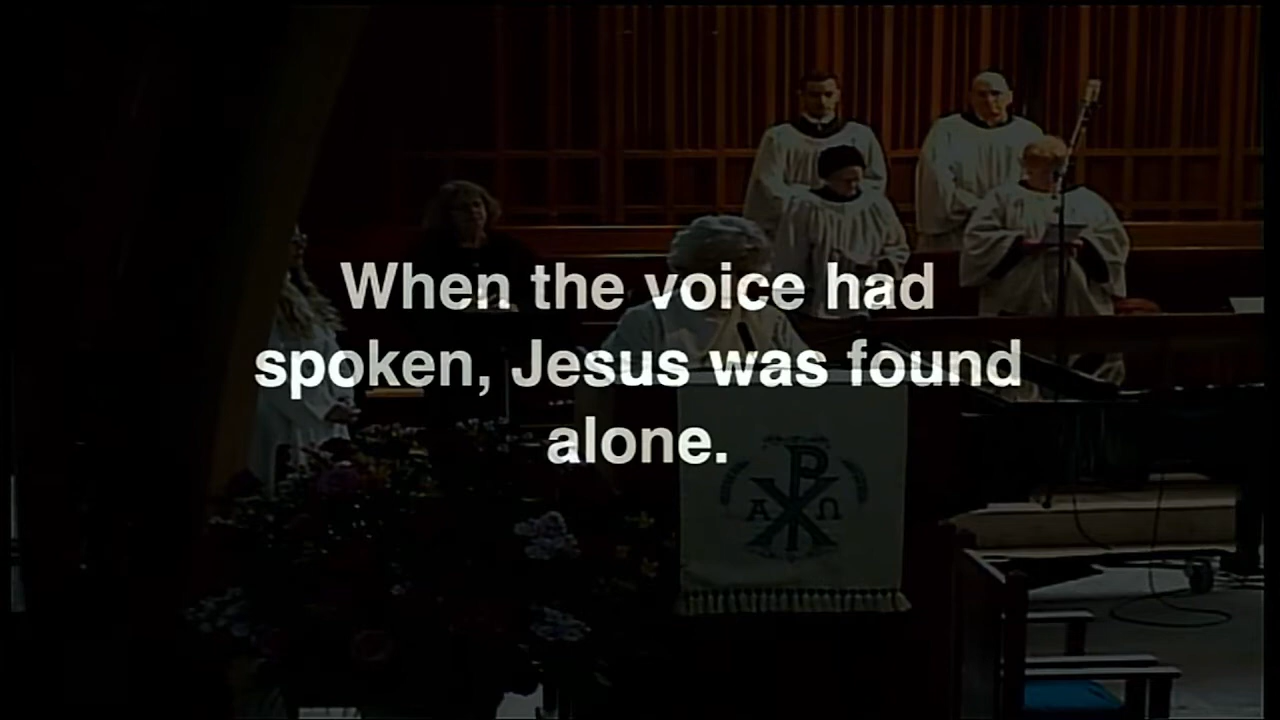 When the voice had
spoken, Jesus was found
alone.
Α Ω